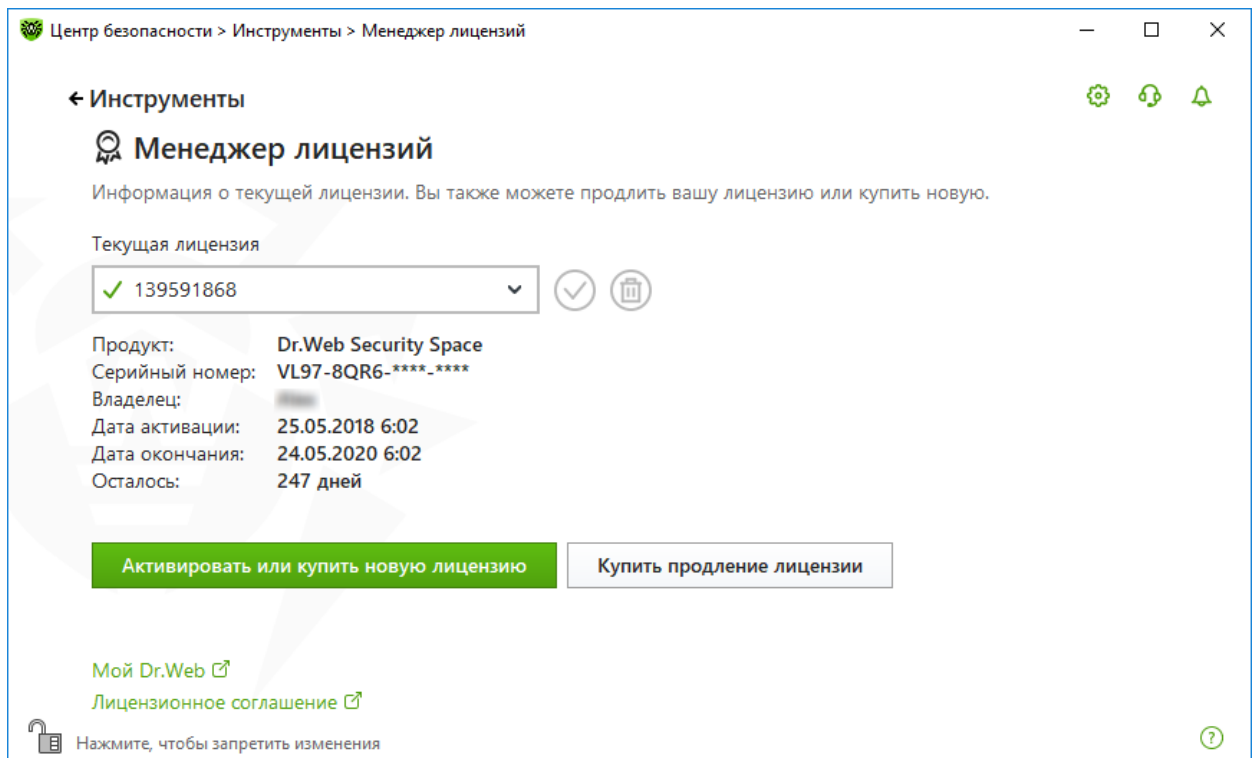 Центр безопасности > Инструменты > Менеджер лицензий
Инструменты
Менеджер лицензий
Информация о текущей лицензии. Вы также можете продлить вашу лицензию или купить новую.
Текущая лицензия
139591868
Продукт: Dr.Web Security Space
Серийный номер: VL97-8QR6-****-****
Владелец:
Дата активации: 25.05.2018 6:02
Дата окончания: 24.05.2020 6:02
Осталось: 247 дней
Активировать или купить новую лицензию Купить продление лицензии
Мой Dr.Web
Лицензионное соглашение
Нажмите, чтобы запретить изменения